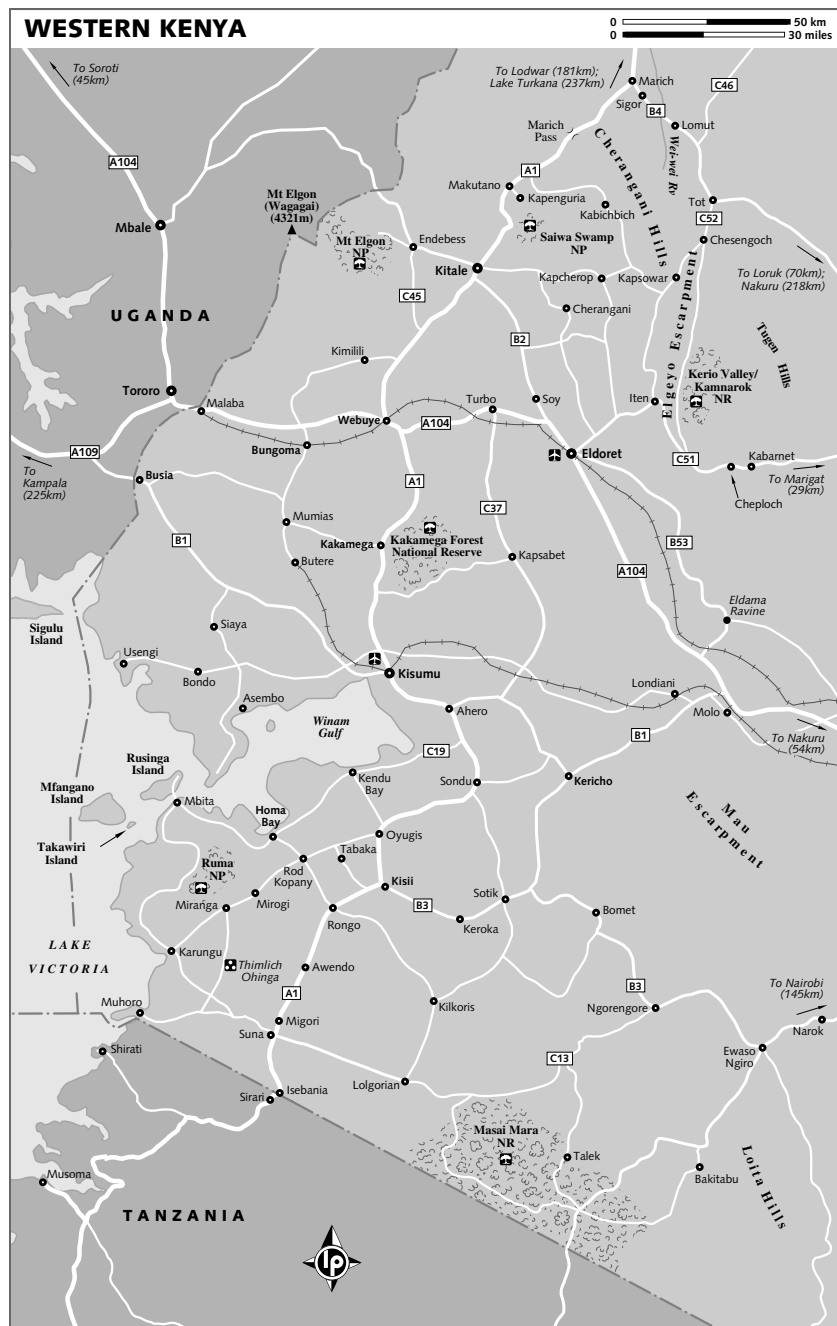 WESTERN KENYA
0 50 km
0 30 miles
To Soroti
(45km)
To Lodwar (181km);
Lake Turkana (237km)
Marich
C46
Sigor
B4
Lomut
Marich
Pass
Cherangani Hills
Wei-wei Rv
A104
A1
Mt Elgon
(Wagagai)
(4321m)
Makutano
Kapenguria
Kabichbich
Tot
C52
Mbale
Mt Elgon
NP
Endebess
Saiwa Swamp
NP
Chesengoch
Kitale
Kapcherop
Kapsowar
To Loruk (70km);
Nakuru (218km)
C45
Cherangani
UGANDA
Elgeyo Escarpment
Tugen Hills
B2
Kimilili
Kerio Valley/
Kamnarok
NR
Tororo
Malaba
Webuye
Turbo
Soy
Iten
A104
A109
Bungoma
Eldoret
To
Kampala
(225km)
Busia
A1
C51
Kabarnet
To Marigat
(29km)
Cheploch
C37
Mumias
B1
Kakamega
Kakamega Forest
National Reserve
B53
Butere
Kapsabet
A104
Eldama
Ravine
Sigulu
Island
Siaya
Usengi
Bondo
Kisumu
Londiani
Asembo
Ahero
Molo
Winam
Gulf
B1
To Nakuru
(54km)
C19
Rusinga
Island
Kendu
Bay
Sondu
Kericho
Mfangano
Island
Mbita
Mau
Escarpment
Homa
Bay
Takawiri
Island
Oyugis
Tabaka
Ruma
NP
Rod
Kopany
Kisii
Sotik
Mirogi
Miranga
Rongo
B3
Keroka
Bomet
LAKE
VICTORIA
Karungu
Thimlich
Ohinga
Awendo
To Nairobi
(145km)
A1
B3
Muhoro
Migori
Kilkoris
Ngorengore
Narok
Suna
Ewaso
Ngiro
Shirati
C13
Isebania
Lolgorian
Sirari
Masai Mara
NR
Talek
Bakitabu
Loita Hills
Musoma
TANZANIA
lp